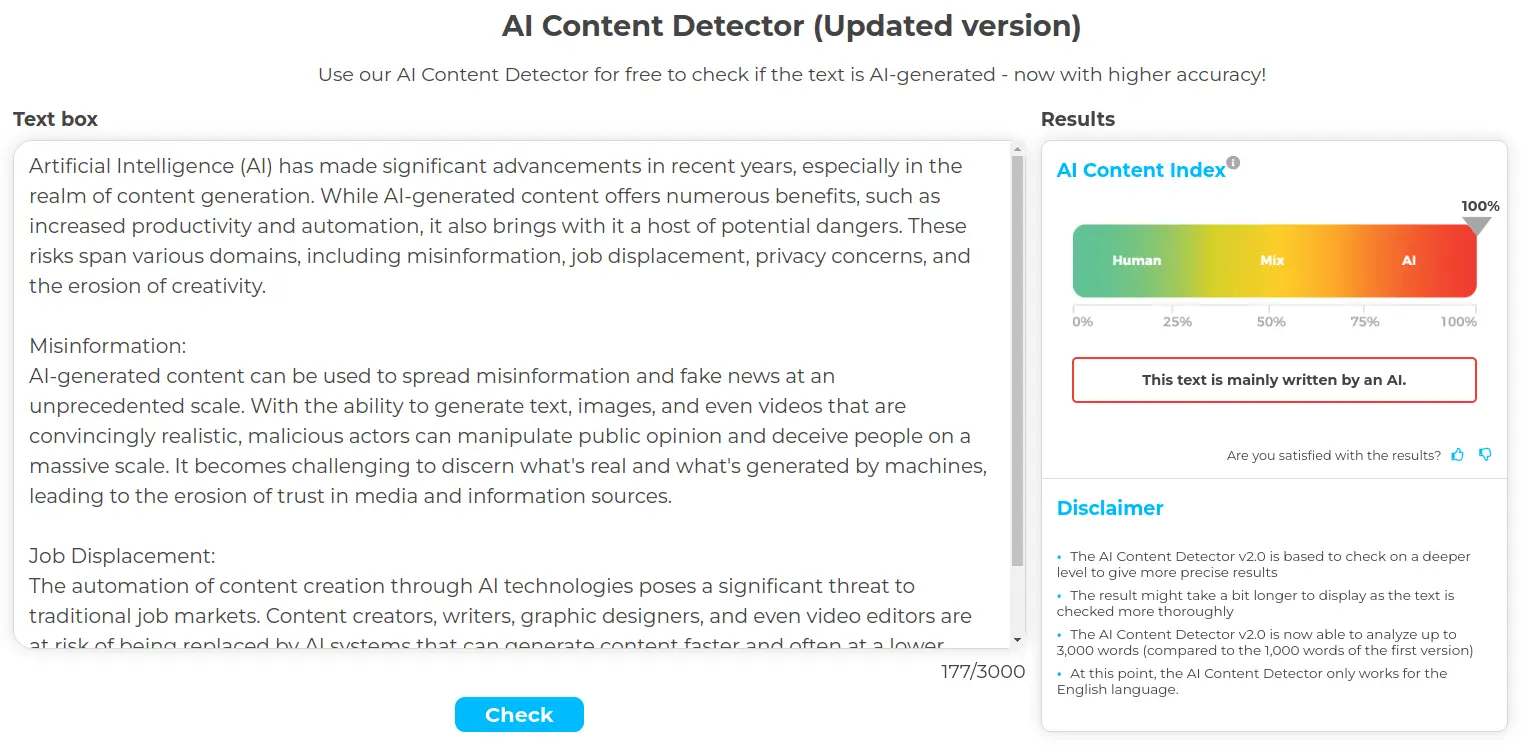 AI Content Detector (Updated version)
Use our AI Content Detector for free to check if the text is AI-generated - now with higher accuracy!
Text box
Artificial Intelligence (AI) has made significant advancements in recent years, especially in the
realm of content generation. While AI-generated content offers numerous benefits, such as
increased productivity and automation, it also brings with it a host of potential dangers. These
risks span various domains, including misinformation, job displacement, privacy concerns, and
the erosion of creativity.
Misinformation:
AI-generated content can be used to spread misinformation and fake news at an
unprecedented scale. With the ability to generate text, images, and even videos that are
convincingly realistic, malicious actors can manipulate public opinion and deceive people on a
massive scale. It becomes challenging to discern what's real and what's generated by machines,
leading to the erosion of trust in media and information sources.
Job Displacement:
The automation of content creation through AI technologies poses a significant threat to
traditional job markets. Content creators, writers, graphic designers, and even video editors are
at risk of being replaced by AI systems that can generate content faster and often at a lower
177/3000
Check
Results
AI Content Index i
100%
Human Mix AI
0% 25% 50% 75% 100%
This text is mainly written by an AI.
Are you satisfied with the results?
Disclaimer
• The AI Content Detector v2.0 is based to check on a deeper
level to give more precise results
• The result might take a bit longer to display as the text is
checked more thoroughly
• The AI Content Detector v2.0 is now able to analyze up to
3,000 words (compared to the 1,000 words of the first version)
• At this point, the AI Content Detector only works for the
English language.